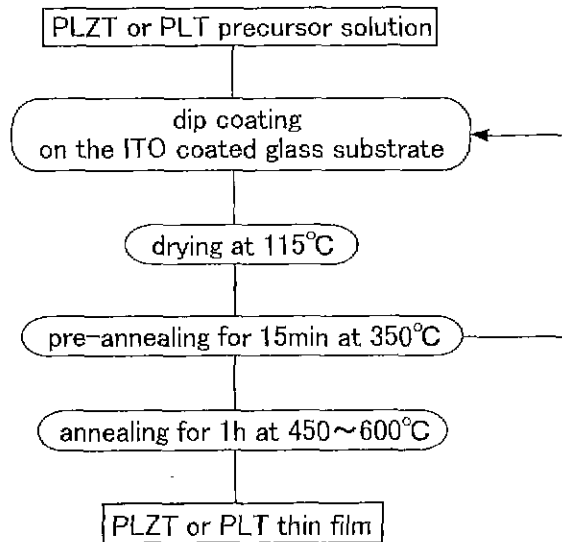 PLZT or PLT precursor solution
dip coating
on the ITO coated glass substrate
drying at 115°C
pre-annealing for 15min at 350°C
annealing for 1h at 450～600°C
PLZT or PLT thin film